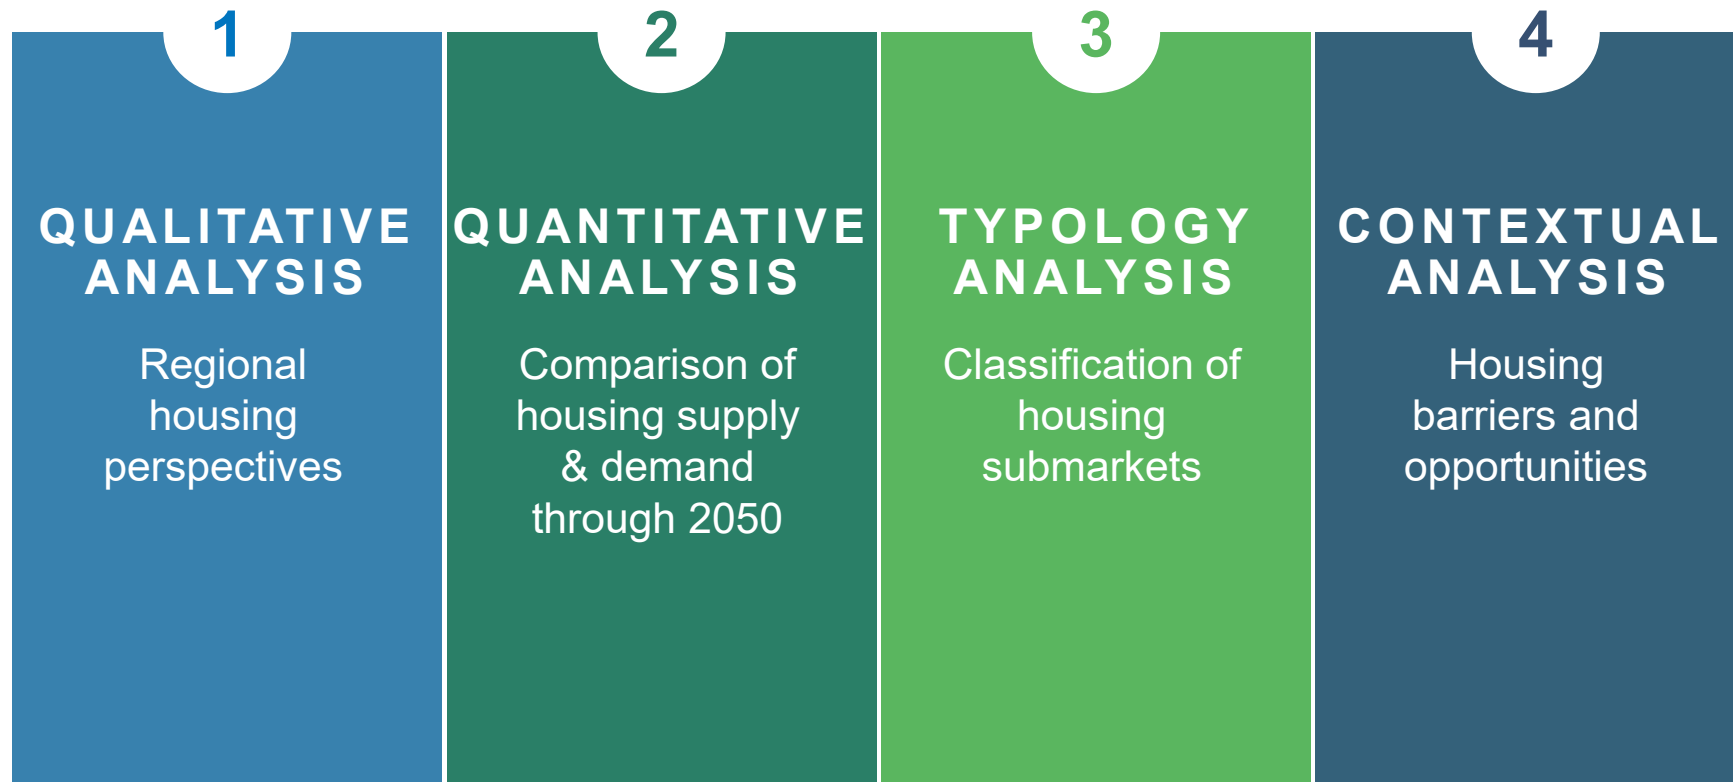 1
QUALITATIVE
ANALYSIS
Regional
housing
perspectives
2
QUANTITATIVE
ANALYSIS
Comparison of
housing supply
& demand
through 2050
3
TYPOLOGY
ANALYSIS
Classification of
housing
submarkets
4
CONTEXTUAL
ANALYSIS
Housing
barriers and
opportunities